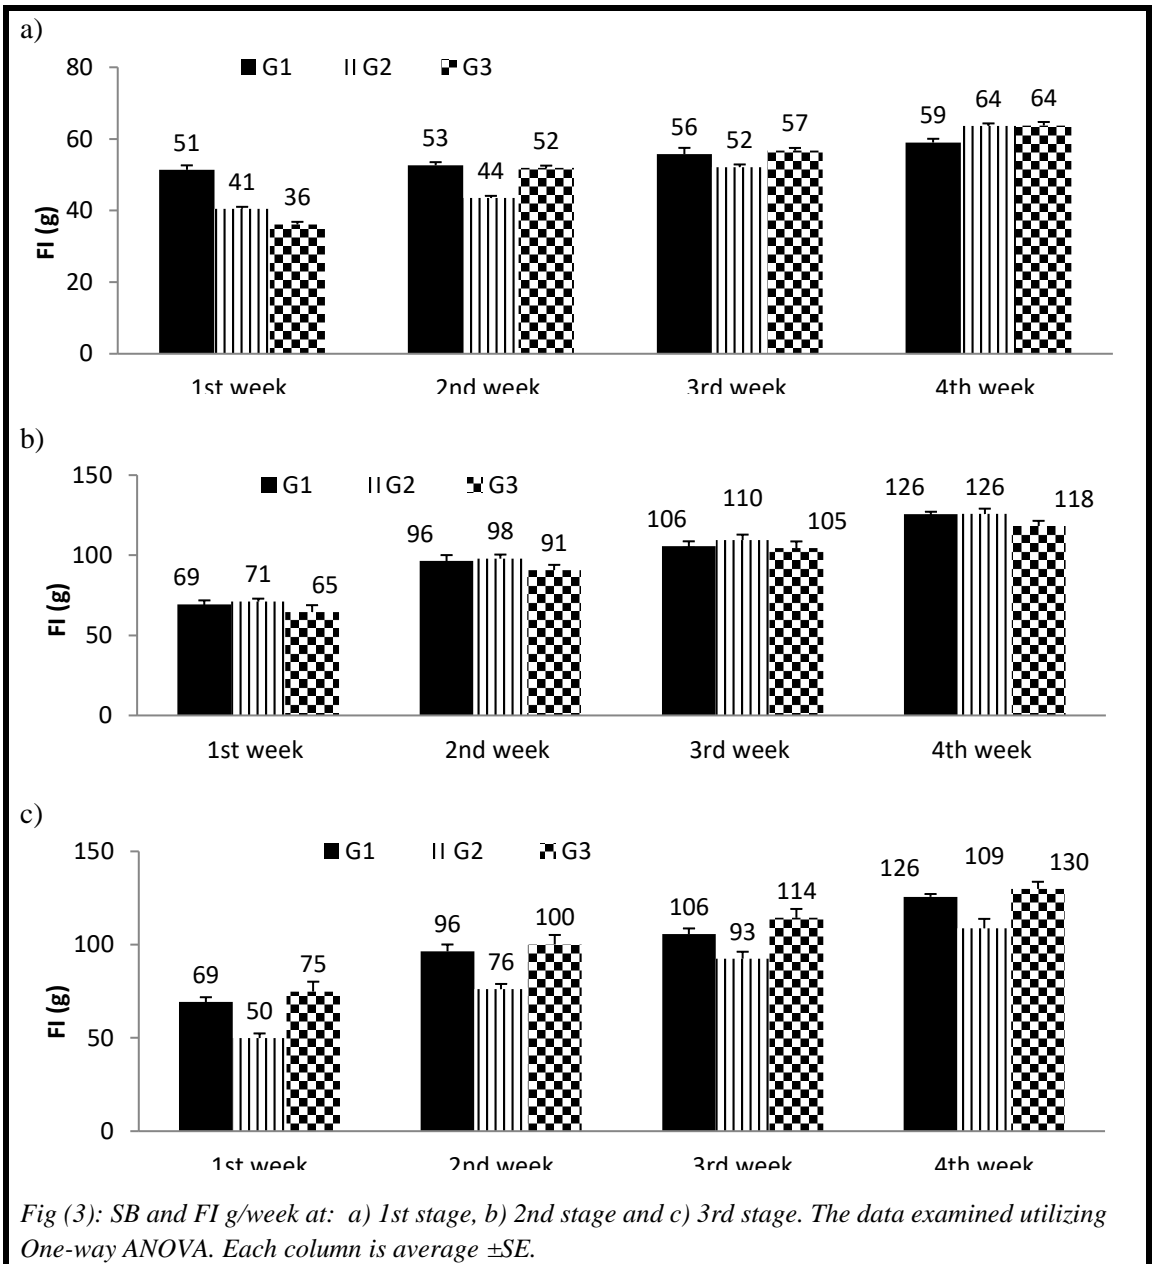 a)
80
G1 G2 G3
60
40
20
0
FI (g)
51 41 36
53 44 52
56 52 57
59 64 64
1st week 2nd week 3rd week 4th week
b)
150
G1 G2 G3
100
50
0
FI (g)
69 71 65
96 98 91
106 110 105
126 126 118
1st week 2nd week 3rd week 4th week
c)
150
G1 G2 G3
100
50
0
FI (g)
69 50 75
96 76 100
106 93 114
126 109 130
1st week 2nd week 3rd week 4th week
Fig (3): SB and FI g/week at: a) 1st stage, b) 2nd stage and c) 3rd stage. The data examined utilizing
One-way ANOVA. Each column is average ±SE.